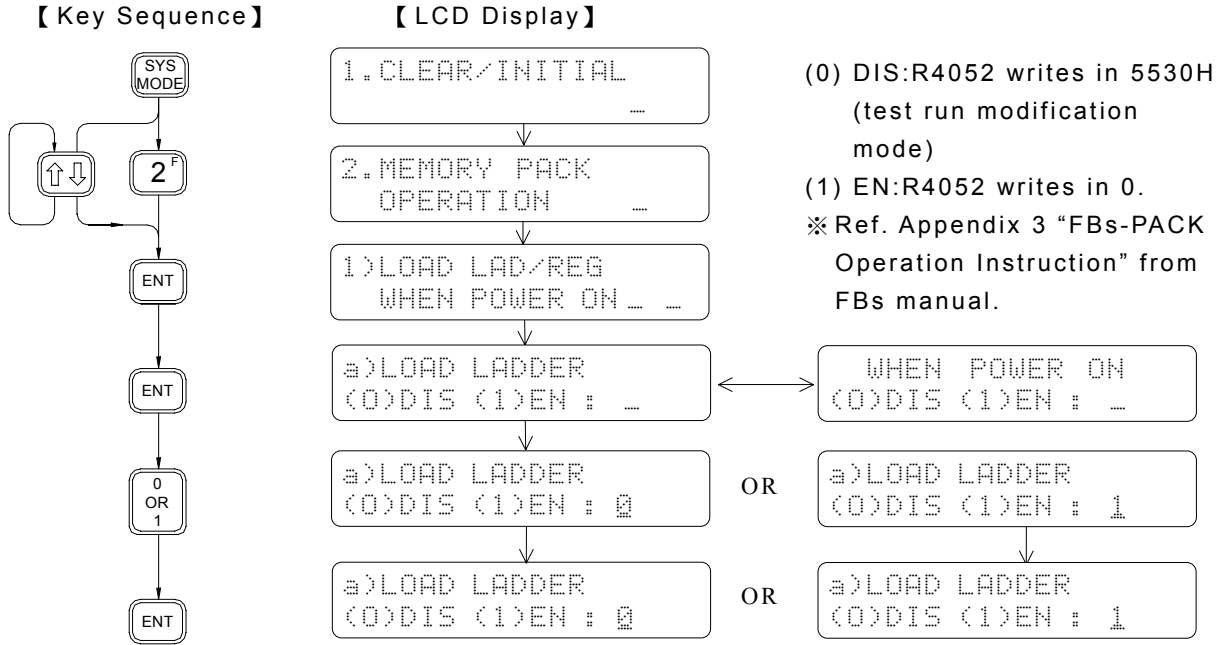 【Key Sequence】
【LCD Display】
SYS
MODE
⇧⇩
2 F
ENT
ENT
0
OR
1
ENT
1.CLEAR/INITIAL
_
2.MEMORY PACK
OPERATION _
1)LOAD LAD/REG
WHEN POWER ON _ _
a)LOAD LADDER
(0)DIS (1)EN : _
WHEN POWER ON
(0)DIS (1)EN : _
a)LOAD LADDER
(0)DIS (1)EN : 0
OR
a)LOAD LADDER
(0)DIS (1)EN : 1
a)LOAD LADDER
(0)DIS (1)EN : 0
OR
a)LOAD LADDER
(0)DIS (1)EN : 1
(0) DIS:R4052 writes in 5530H
(test run modification
mode)
(1) EN:R4052 writes in 0.
※Ref. Appendix 3 “FBs-PACK
Operation Instruction” from
FBs manual.